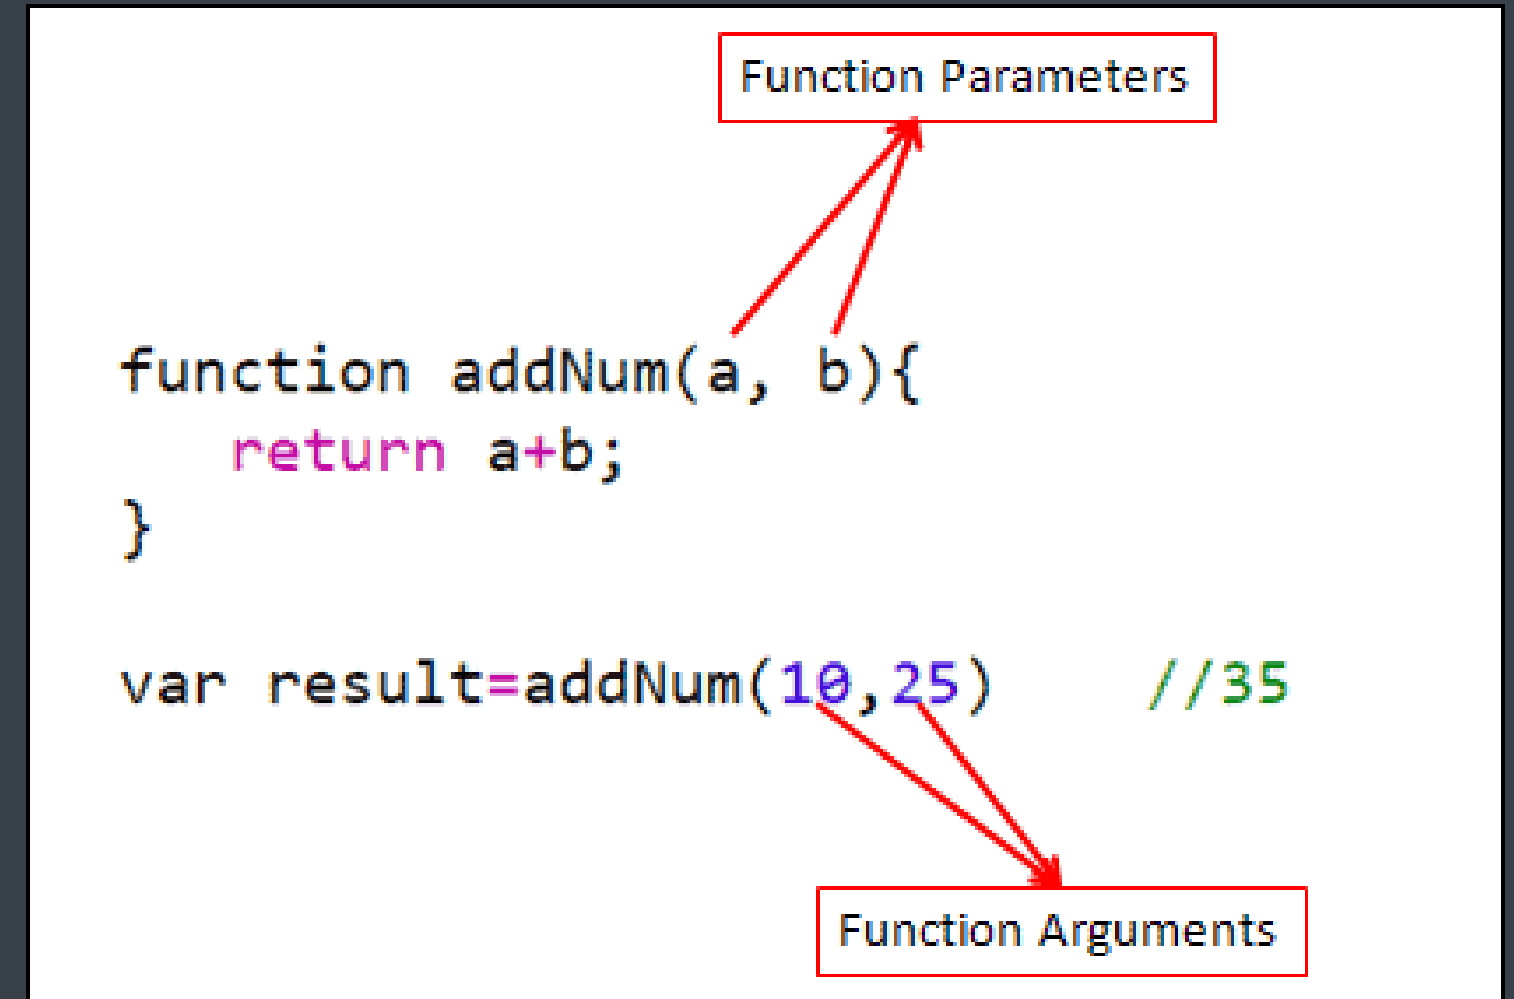 Function Parameters
function addNum(a, b){
return a+b;
}
var result=addNum(10,25) //35
Function Arguments